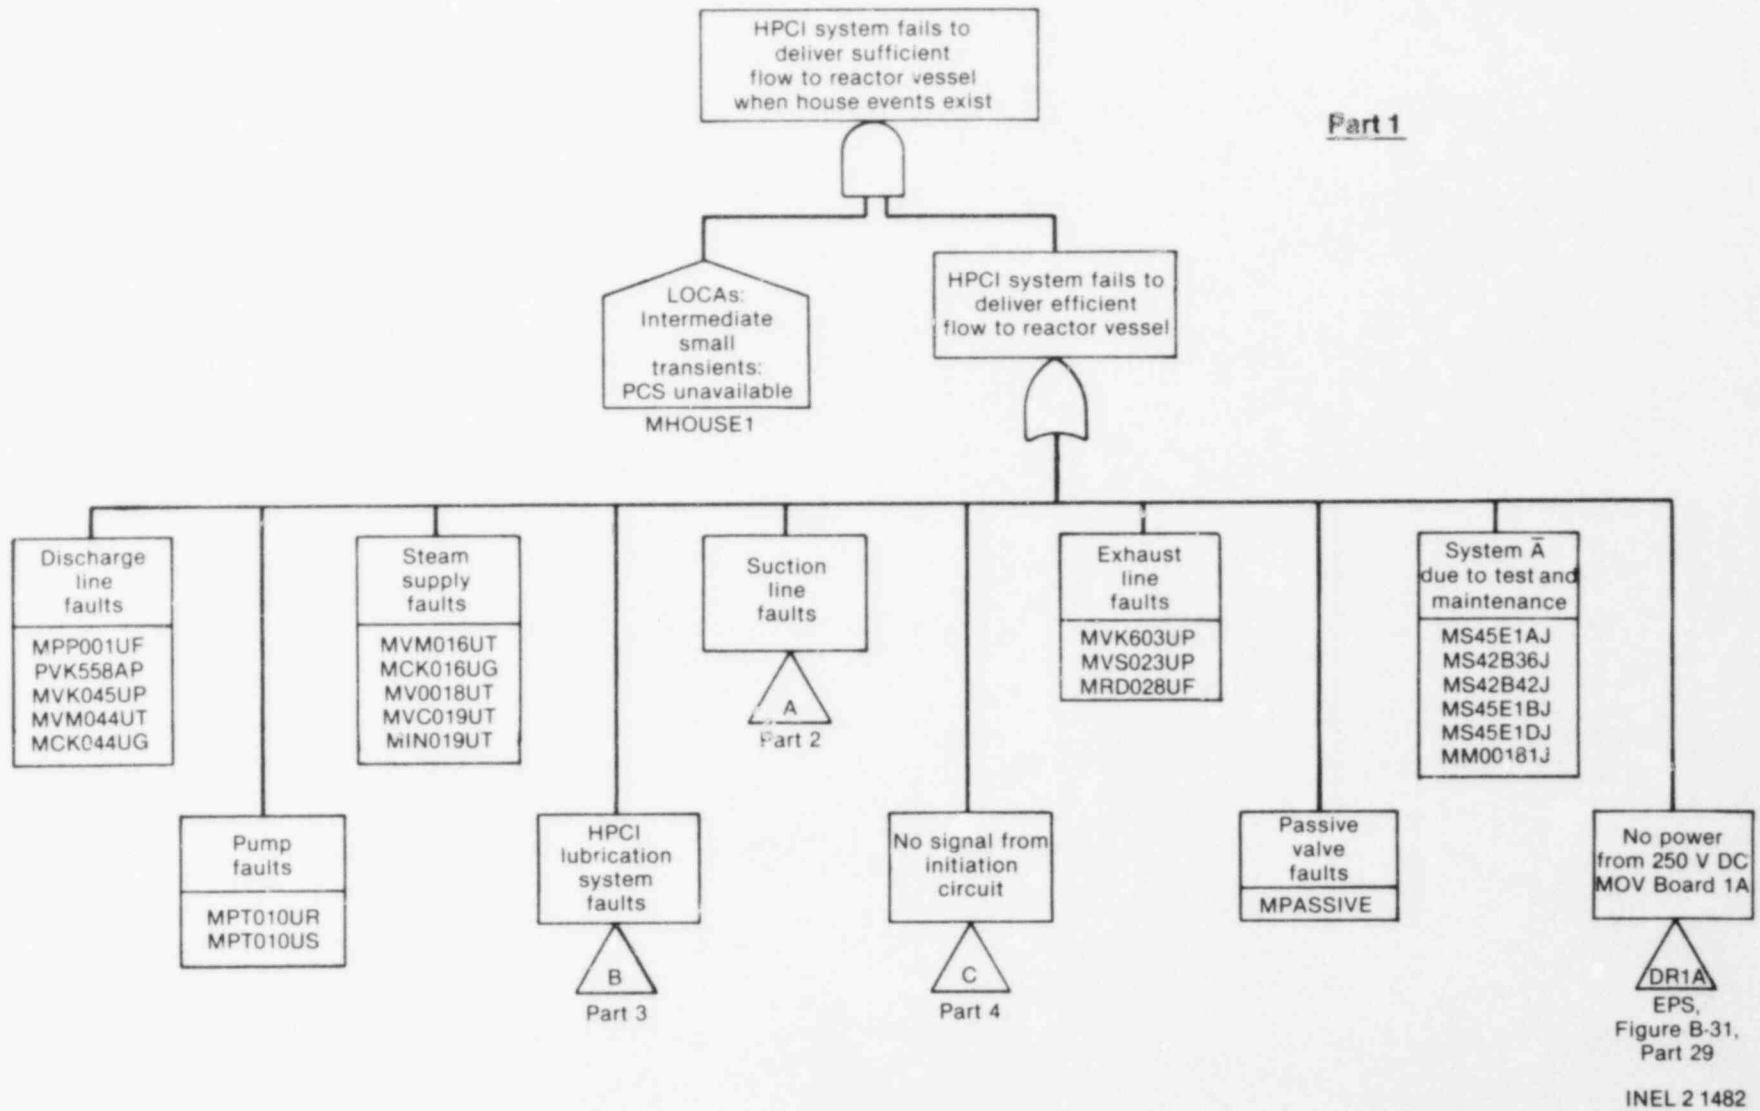 HPCI system fails to
deliver sufficient
flow to reactor vessel
when house events exist
Part 1
LOCAs:
Intermediate
small
transients:
PCS unavailable
MHOUSE1
HPCI system fails to
deliver efficient
flow to reactor vessel
Discharge
line
faults
MPP001UF
PVK558AP
MVK045UP
MVM044UT
MCK044UG
Pump
faults
MPT010UR
MPT010US
Steam
supply
faults
MVM016UT
MCK016UG
MV0018UT
MVC019UT
MIN019UT
HPCI
lubrication
system
faults
B
Part 3
Suction
line
faults
A
Part 2
No signal from
initiation
circuit
C
Part 4
Exhaust
line
faults
MVK603UP
MVS023UP
MRD028UF
Passive
valve
faults
MPASSIVE
System A̅
due to test and
maintenance
MS45E1AJ
MS42B36J
MS42B42J
MS45E1BJ
MS45E1DJ
MM00181J
No power
from 250 V DC
MOV Board 1A
DR1A
EPS,
Figure B-31,
Part 29
INEL 2 1482